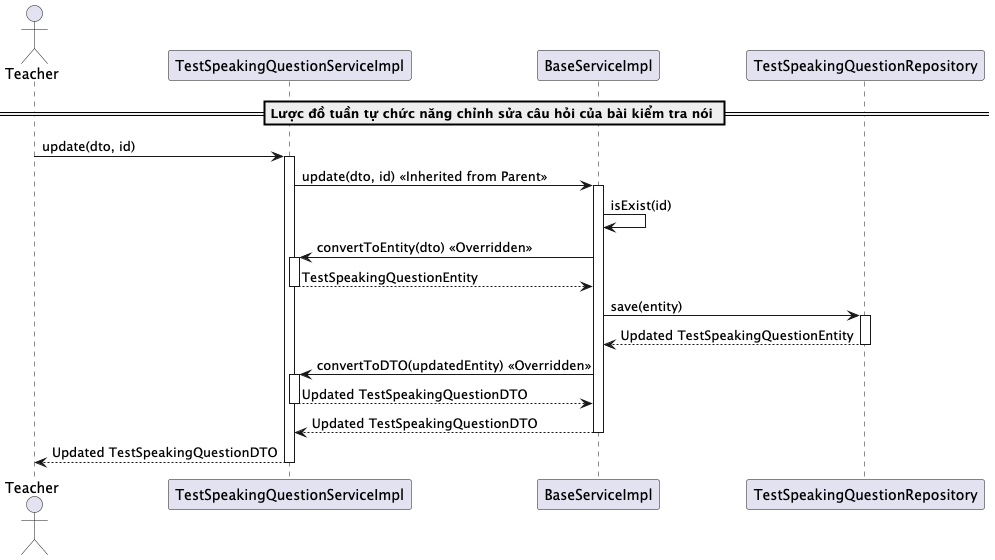 Teacher
TestSpeakingQuestionServiceImpl
BaseServiceImpl
TestSpeakingQuestionRepository
Lược đồ tuần tự chức năng chỉnh sửa câu hỏi của bài kiểm tra nói
update(dto, id)
update(dto, id) «Inherited from Parent»
isExist(id)
convertToEntity(dto) «Overridden»
TestSpeakingQuestionEntity
save(entity)
Updated TestSpeakingQuestionEntity
convertToDTO(updatedEntity) «Overridden»
Updated TestSpeakingQuestionDTO
Updated TestSpeakingQuestionDTO
Updated TestSpeakingQuestionDTO
Teacher
TestSpeakingQuestionServiceImpl
BaseServiceImpl
TestSpeakingQuestionRepository